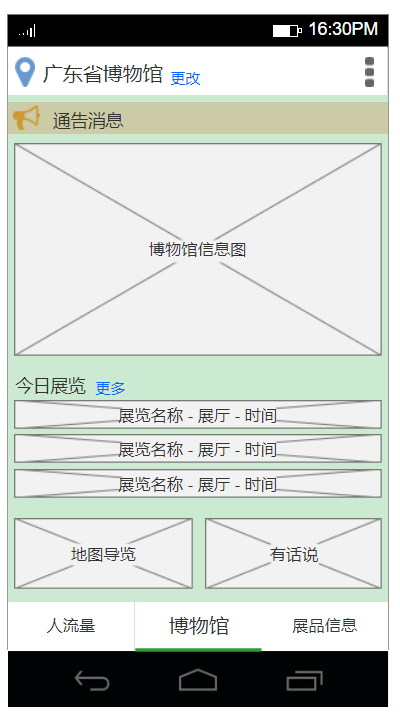 16:30PM
广东省博物馆 更改
通告消息
博物馆信息图
今日展览 更多
展览名称 - 展厅 - 时间
展览名称 - 展厅 - 时间
展览名称 - 展厅 - 时间
地图导览 有话说
人流量 博物馆 展品信息